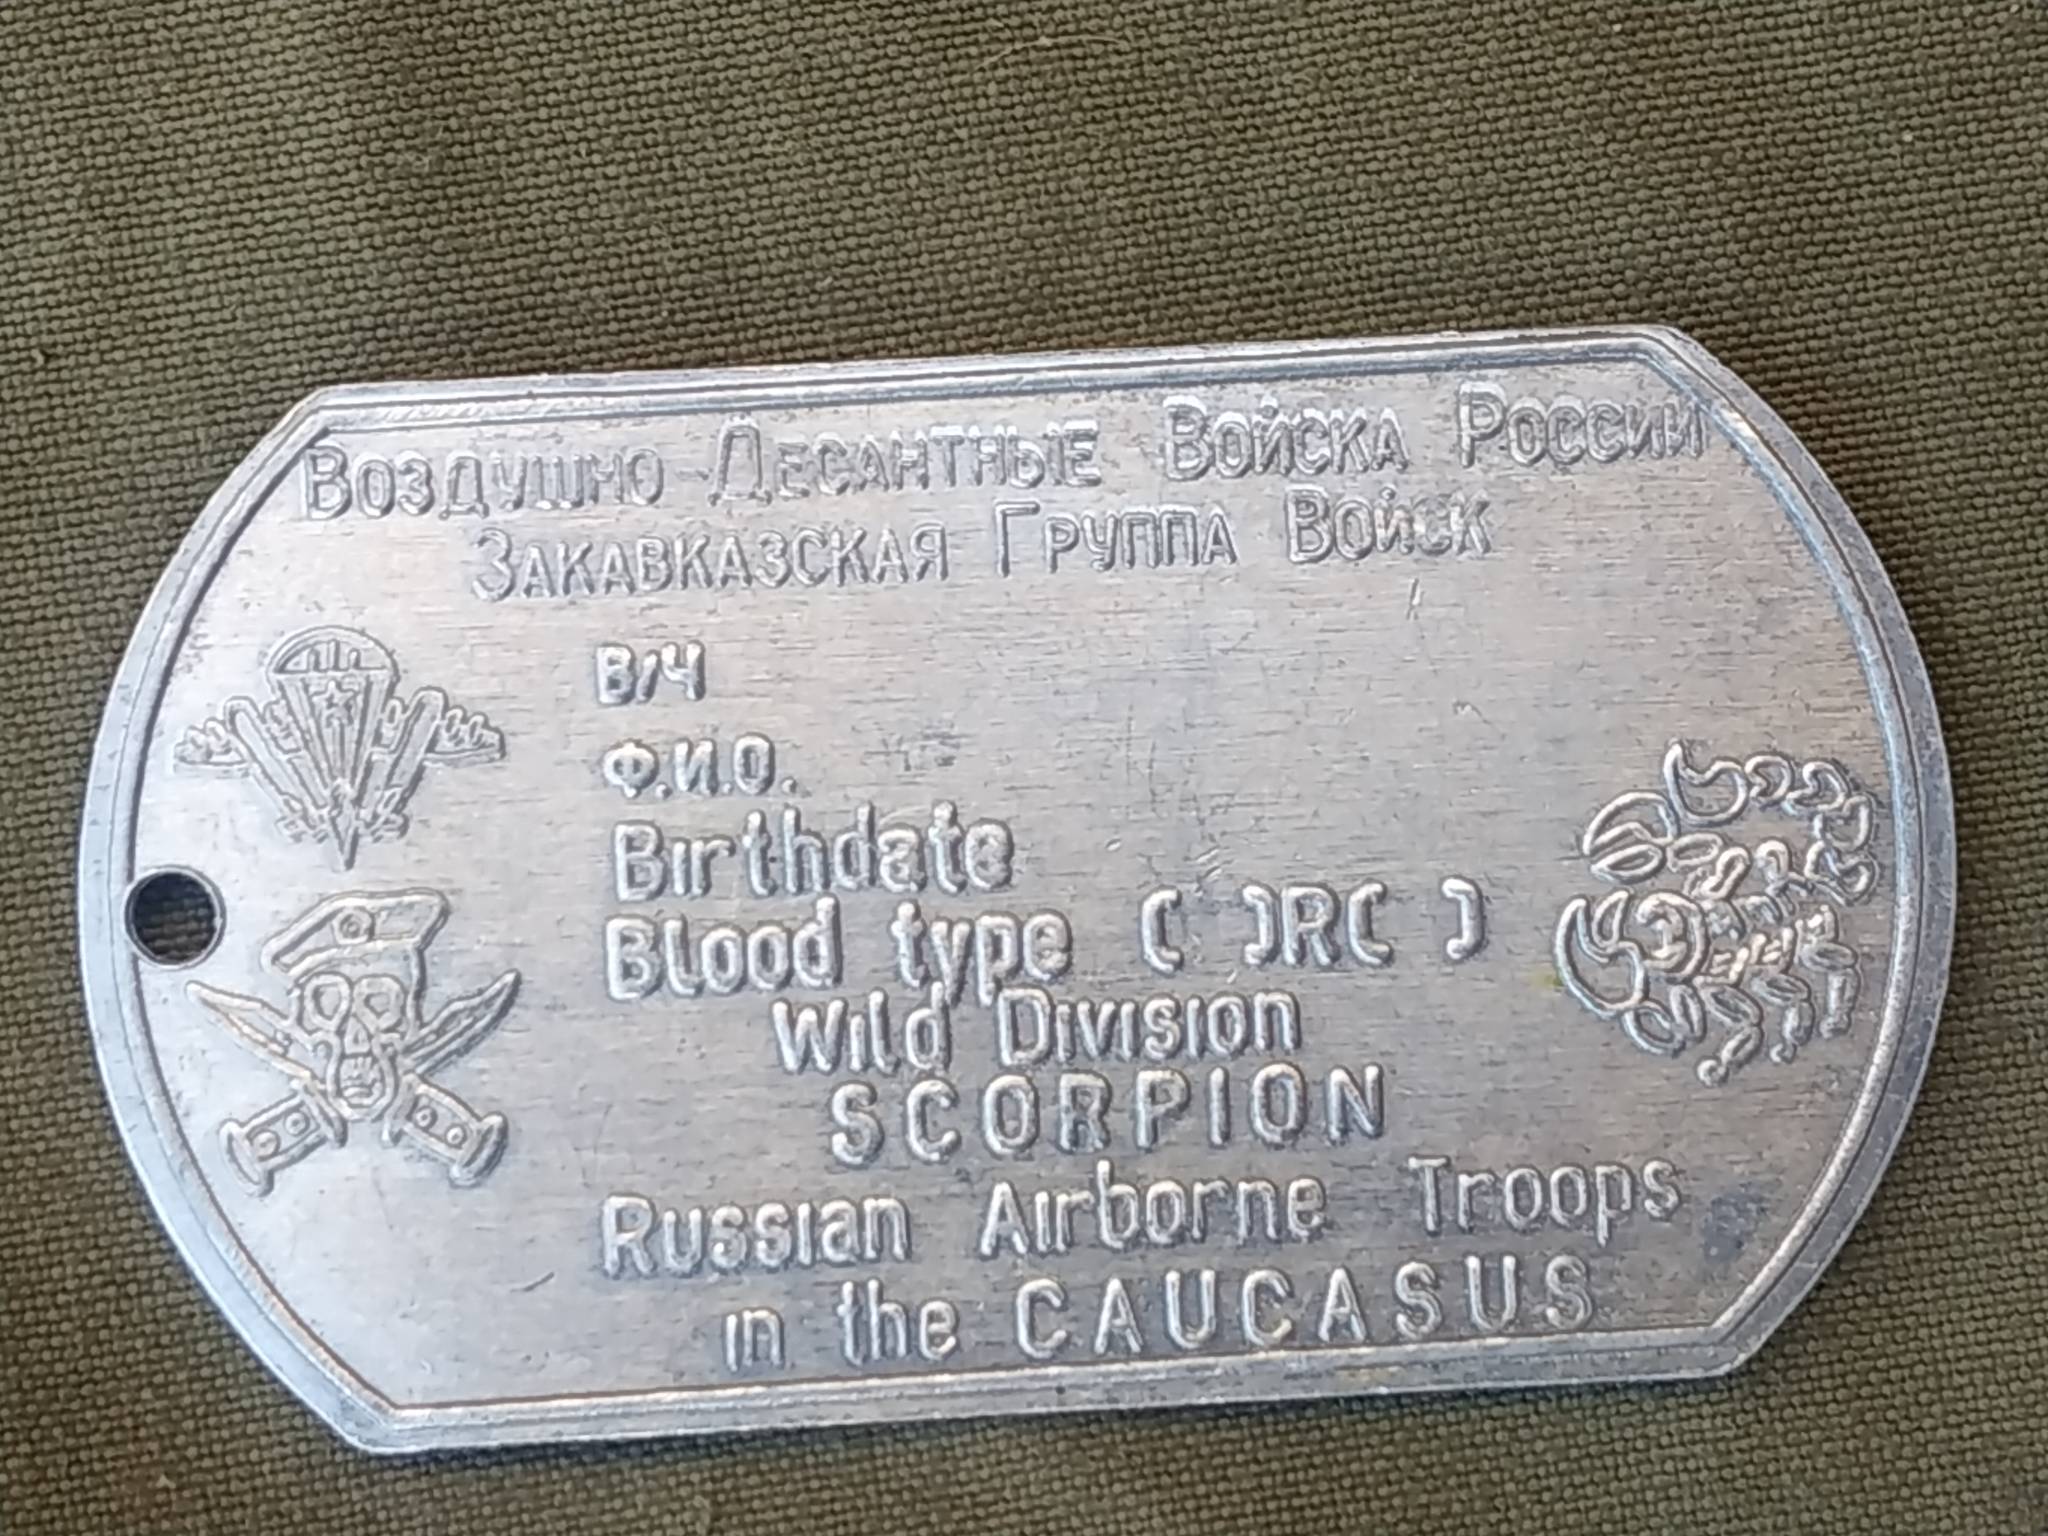 Воздушно-Десантные Войска России
Закавказская Группа Войск
В/Ч
Ф.И.О.
Birthdate
Blood type ( )R( )
Wild Division
SCORPION
Russian Airborne Troops
in the CAUCASUS